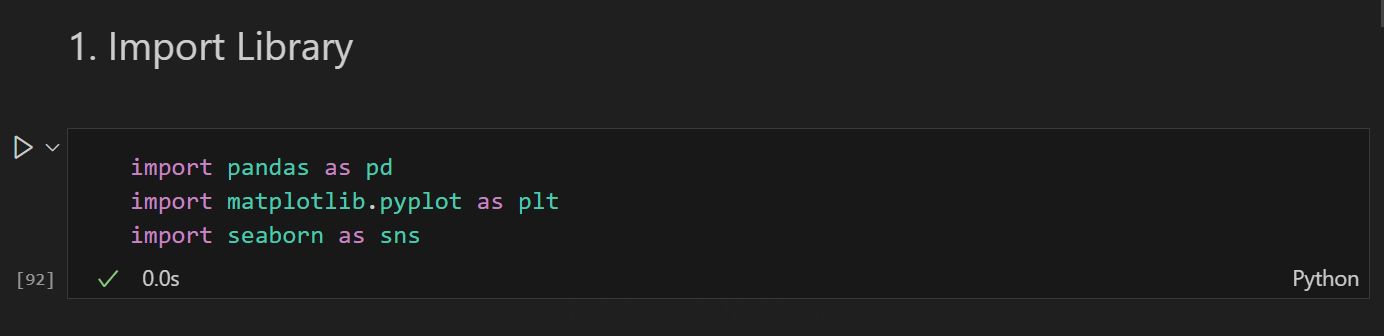 1. Import Library
import pandas as pd
import matplotlib.pyplot as plt
import seaborn as sns
[92]
0.0s
Python